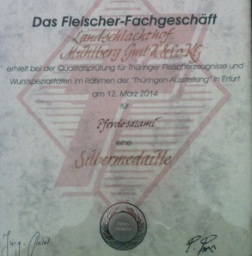 Das Fleischer-Fachgeschäft
Landschlachthof
Mühlberg GmbH & Co. KG
erhielt bei der Qualitätsprüfung für Thüringer Fleischerzeugnisse und
Wurstspezialitäten im Rahmen der "Thüringen-Ausstellung" in Erfurt
am 12. März 2014
für
Pferdesalami
eine
Silbermedaille